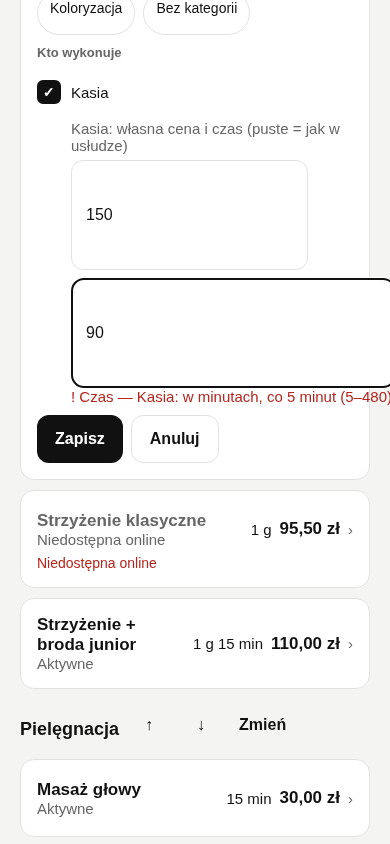 Koloryzacja
Bez kategorii
Kto wykonuje
✓ Kasia
Kasia: własna cena i czas (puste = jak w
usłudze)
150
90
! Czas — Kasia: w minutach, co 5 minut (5–480)
Zapisz
Anuluj
Strzyżenie klasyczne
Niedostępna online
1 g 95,50 zł ›
Niedostępna online
Strzyżenie +
broda junior
Aktywne
1 g 15 min 110,00 zł ›
Pielęgnacja ↑ ↓ Zmień
Masaż głowy
Aktywne
15 min 30,00 zł ›